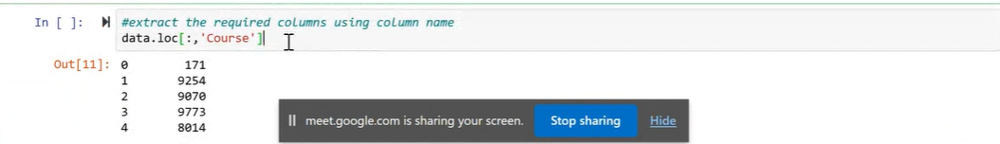 In [ ]: #extract the required columns using column name
data.loc[:,'Course']
Out[11]: 0 171
1 9254
2 9070
3 9773
4 8014
meet.google.com is sharing your screen. Stop sharing Hide